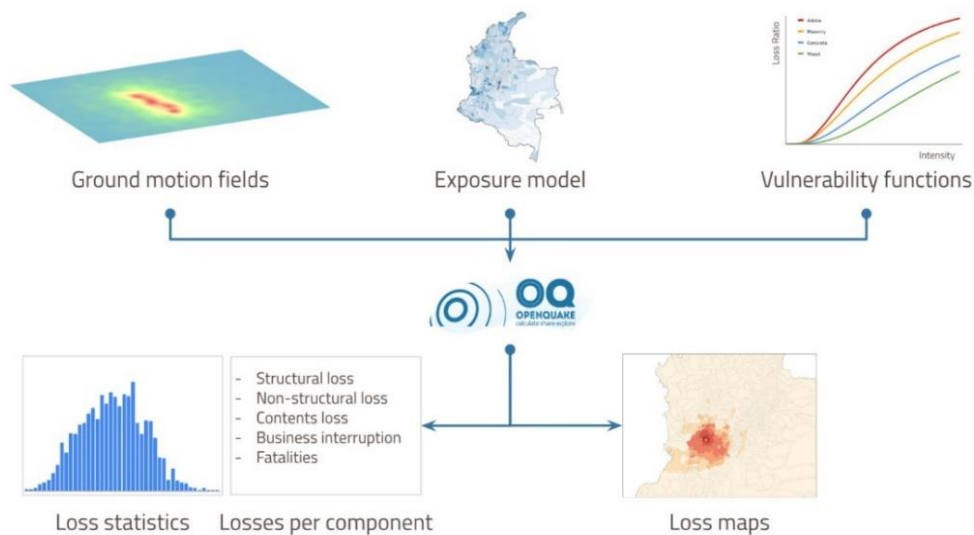 Loss Ratio
Adobe
Masonry
Concrete
Wood
Intensity
Ground motion fields
Exposure model
Vulnerability functions
OQ
OPENQUAKE
calculate share explore
- Structural loss
- Non-structural loss
- Contents loss
- Business interruption
- Fatalities
Loss statistics
Losses per component
Loss maps